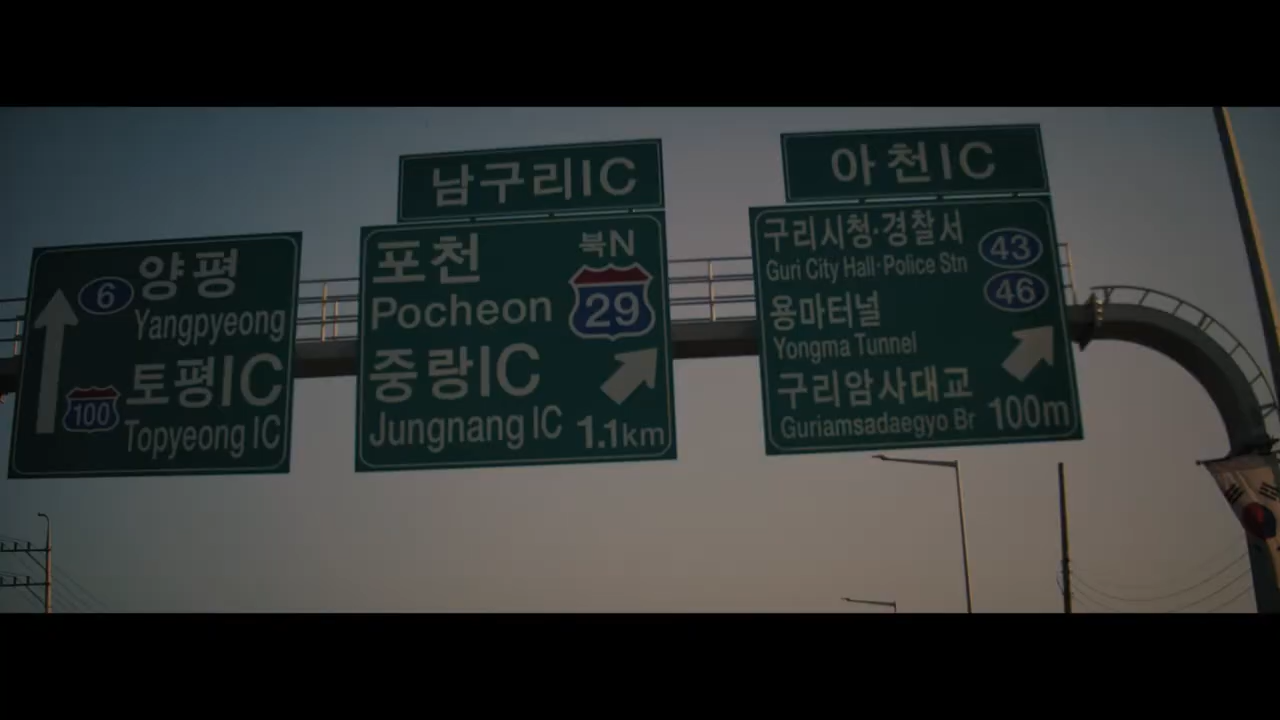 6 양평
Yangpyeong
100 토평IC
Topyeong IC
남구리IC
포천 북N
Pocheon 29
중랑IC
Jungnang IC 1.1km
아천IC
구리시청·경찰서 43
Guri City Hall·Police Stn
용마터널 46
Yongma Tunnel
구리암사대교
Guriamsadaegyo Br 100m